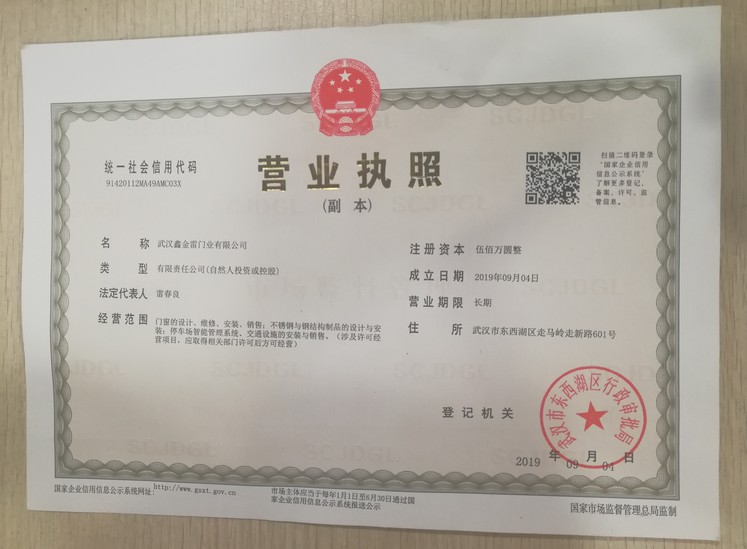 统一社会信用代码
91420112MA49AMC03X
营业执照
(副 本)
扫描二维码登录
“国家企业信用
信息公示系统”
了解更多登记、
备案、许可、监
管信息。
名 称 武汉鑫金雷门业有限公司
类 型 有限责任公司(自然人投资或控股)
法定代表人 雷春良
经营范围 门窗的设计、维修、安装、销售;不锈钢与钢结构制品的设计与安
装;停车场智能管理系统、交通设施的安装与销售。(涉及许可经
营项目,应取得相关部门许可后方可经营)
注册资本 伍佰万圆整
成立日期 2019年09月04日
营业期限 长期
住 所 武汉市东西湖区走马岭走新路601号
登记机关
武汉市东西湖区行政审批局
2019 年 09 月 04 日
国家企业信用信息公示系统网址:http://www.gsxt.gov.cn
市场主体应当于每年1月1日至6月30日通过国
家企业信用信息公示系统报送公示
国家市场监督管理总局监制
SCJDGL